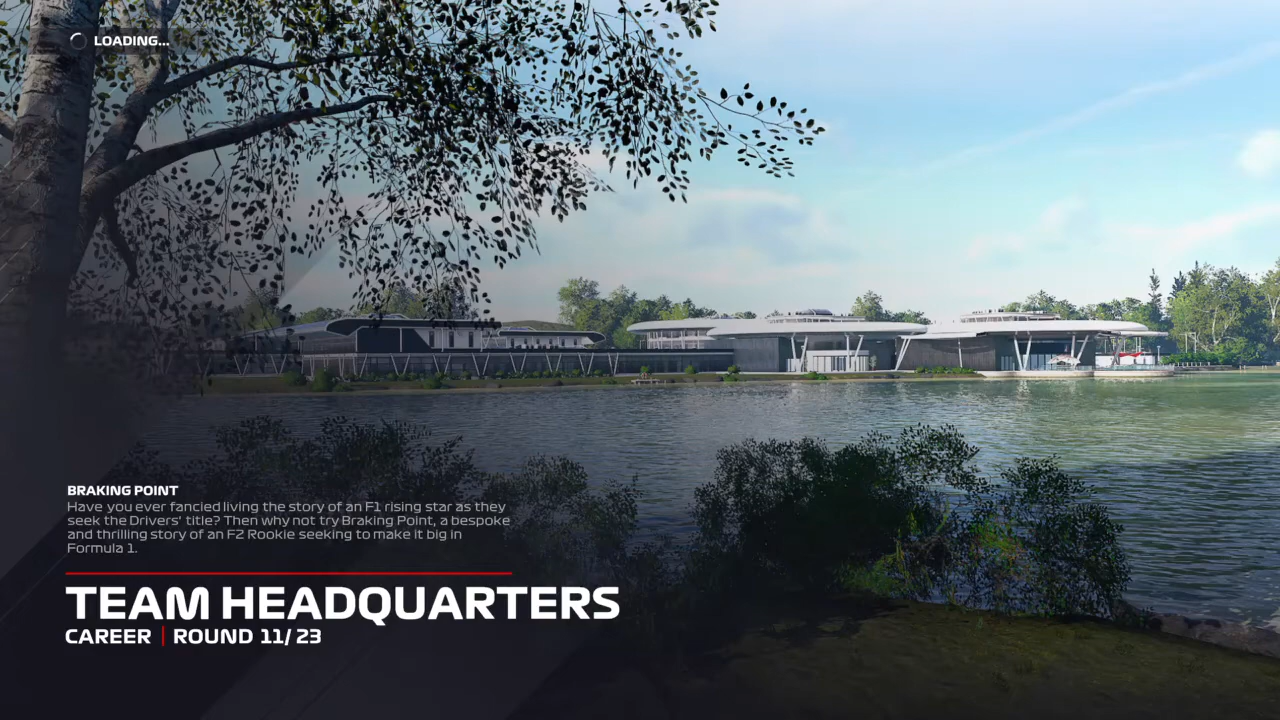 LOADING...
BRAKING POINT
Have you ever fancied living the story of an F1 rising star as they
seek the Drivers' title? Then why not try Braking Point, a bespoke
and thrilling story of an F2 Rookie seeking to make it big in
Formula 1.
TEAM HEADQUARTERS
CAREER | ROUND 11/23